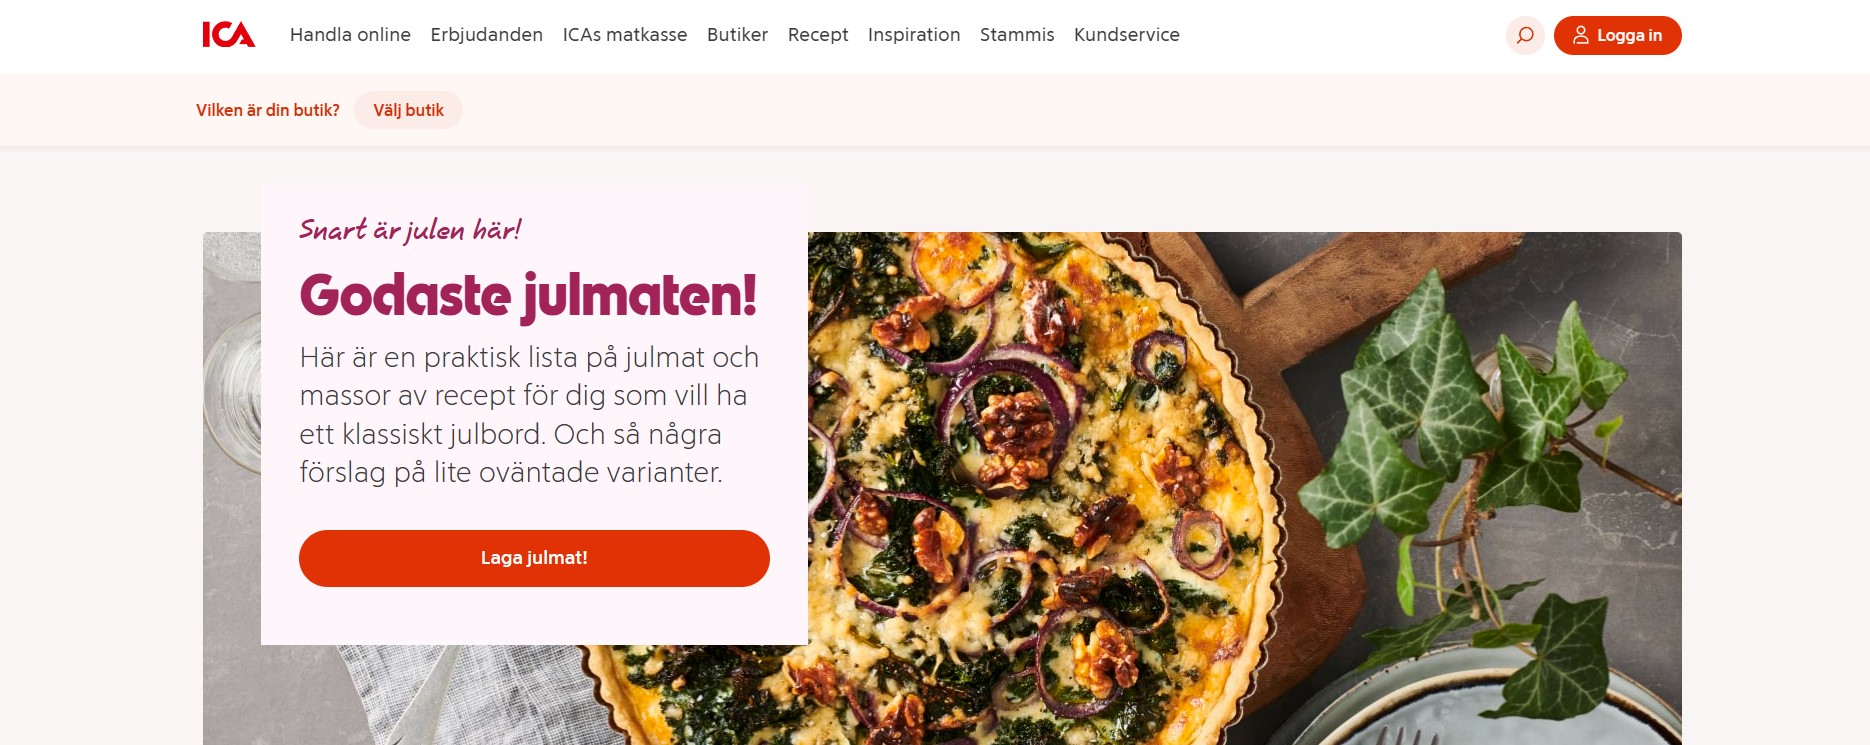 ICA
Handla online
Erbjudanden
ICAs matkasse
Butiker
Recept
Inspiration
Stammis
Kundservice
Logga in
Vilken är din butik?
Välj butik
Snart är julen här!
Godaste julmaten!
Här är en praktisk lista på julmat och
massor av recept för dig som vill ha
ett klassiskt julbord. Och så några
förslag på lite oväntade varianter.
Laga julmat!